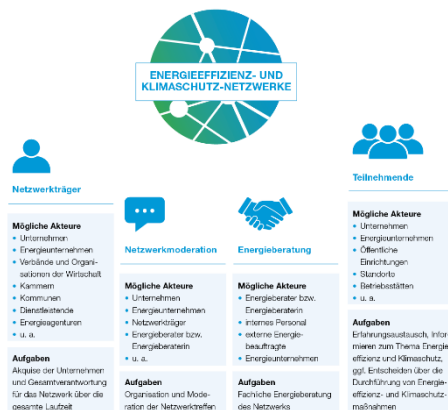 ENERGIEEFFIZIENZ- UND
KLIMASCHUTZ-NETZWERKE
Netzwerkträger
Mögliche Akteure
• Unternehmen
• Energieunternehmen
• Verbände und Organi-
sationen der Wirtschaft
• Kammern
• Kommunen
• Dienstleistende
• Energieagenturen
• u. a.
Aufgaben
Akquise der Unternehmen
und Gesamtverantwortung
für das Netzwerk über die
gesamte Laufzeit
Netzwerkmoderation
Mögliche Akteure
• Unternehmen
• Energieunternehmen
• Netzwerkträger
• Energieberater bzw.
Energieberaterin
• u. a.
Aufgaben
Organisation und Mode-
ration der Netzwerktreffen
Energieberatung
Mögliche Akteure
• Energieberater bzw.
Energieberaterin
• internes Personal
• externe Energie-
beauftragte
• Energieunternehmen
Aufgaben
Fachliche Energieberatung
des Netzwerks
Teilnehmende
Mögliche Akteure
• Unternehmen
• Energieunternehmen
• Öffentliche
Einrichtungen
• Standorte
• Betriebsstätten
• u. a.
Aufgaben
Erfahrungsaustausch, Infor-
mieren zum Thema Energie-
effizienz und Klimaschutz,
ggf. Entscheiden über die
Durchführung von Energie-
effizienz- und Klimaschutz-
maßnahmen